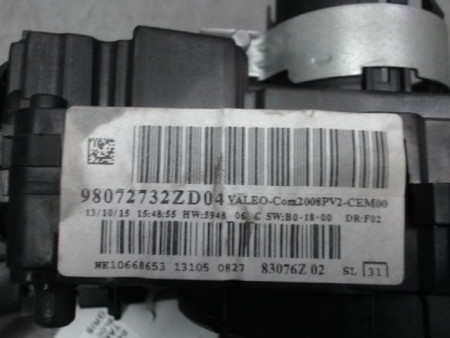 98072732ZD04 VALEO-Com2008PV2-CEM00
13/10/15 15:48:55 HW:5948 06 C SW:B0-18-00 DR:F02
ME10668653 13105 0827 83076Z 02 SL 31